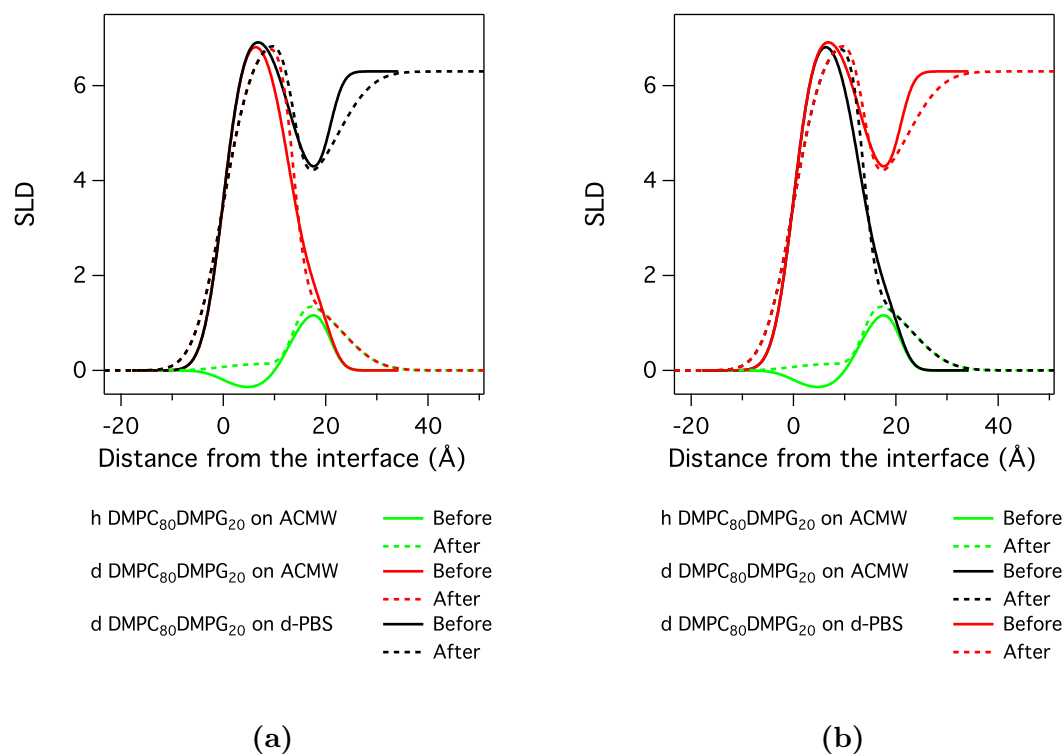 SLD
6
4
2
0
-20 0 20 40
Distance from the interface (Å)
h DMPC₈₀DMPG₂₀ on ACMW Before
After
d DMPC₈₀DMPG₂₀ on ACMW Before
After
d DMPC₈₀DMPG₂₀ on d-PBS Before
After
(a)
SLD
6
4
2
0
-20 0 20 40
Distance from the interface (Å)
h DMPC₈₀DMPG₂₀ on ACMW Before
After
d DMPC₈₀DMPG₂₀ on ACMW Before
After
d DMPC₈₀DMPG₂₀ on d-PBS Before
After
(b)